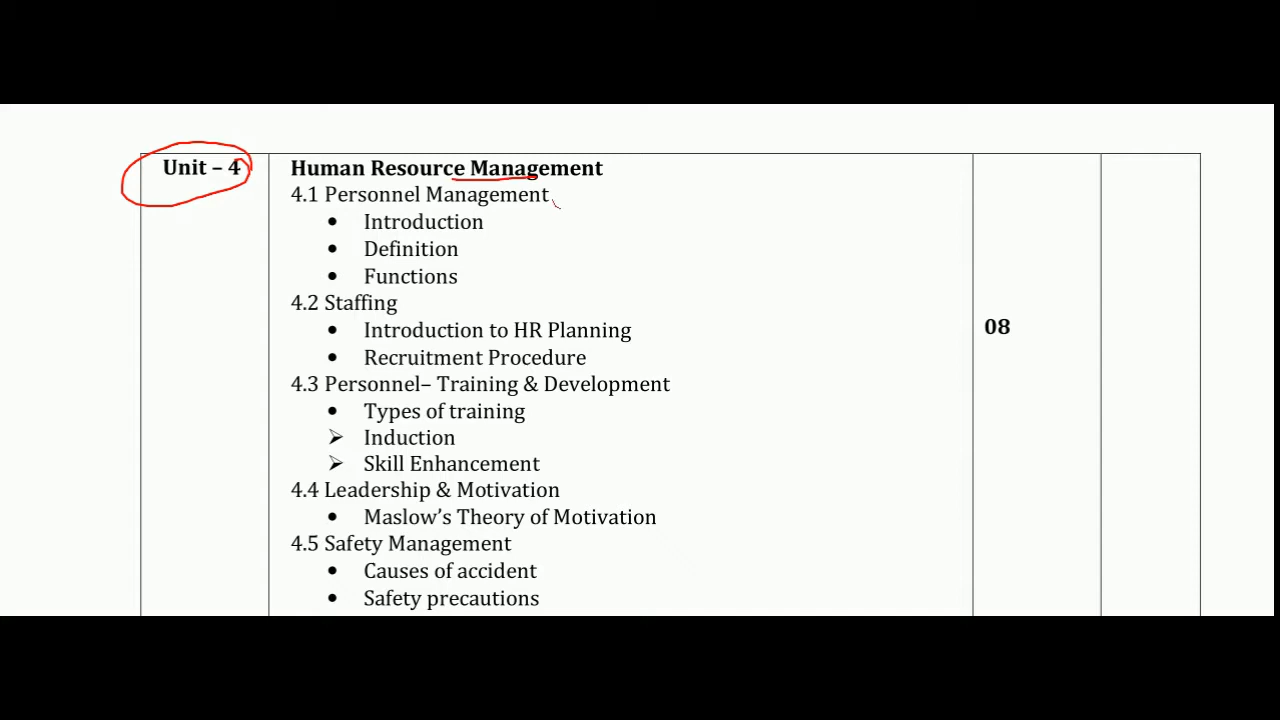 Unit – 4
Human Resource Management
4.1 Personnel Management
• Introduction
• Definition
• Functions
4.2 Staffing
• Introduction to HR Planning
• Recruitment Procedure
08
4.3 Personnel– Training & Development
• Types of training
➢ Induction
➢ Skill Enhancement
4.4 Leadership & Motivation
• Maslow’s Theory of Motivation
4.5 Safety Management
• Causes of accident
• Safety precautions